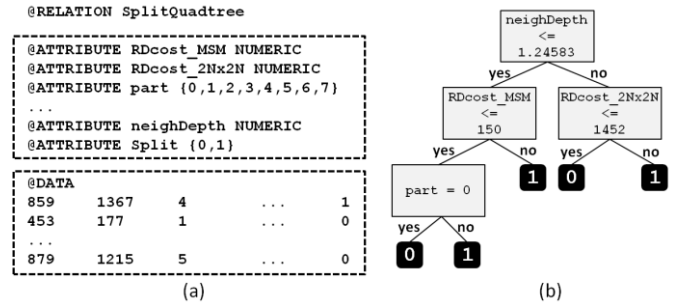 @RELATION SplitQuadtree
@ATTRIBUTE RDcost_MSM NUMERIC
@ATTRIBUTE RDcost_2Nx2N NUMERIC
@ATTRIBUTE part {0,1,2,3,4,5,6,7}
...
@ATTRIBUTE neighDepth NUMERIC
@ATTRIBUTE Split {0,1}
@DATA
859 1367 4 ... 1
453 177 1 ... 0
...
879 1215 5 ... 0
(a)
neighDepth
<=
1.24583
yes no
RDcost_MSM
<=
150
RDcost_2Nx2N
<=
1452
yes no
yes no
part = 0
1
0
1
yes no
0
1
(b)